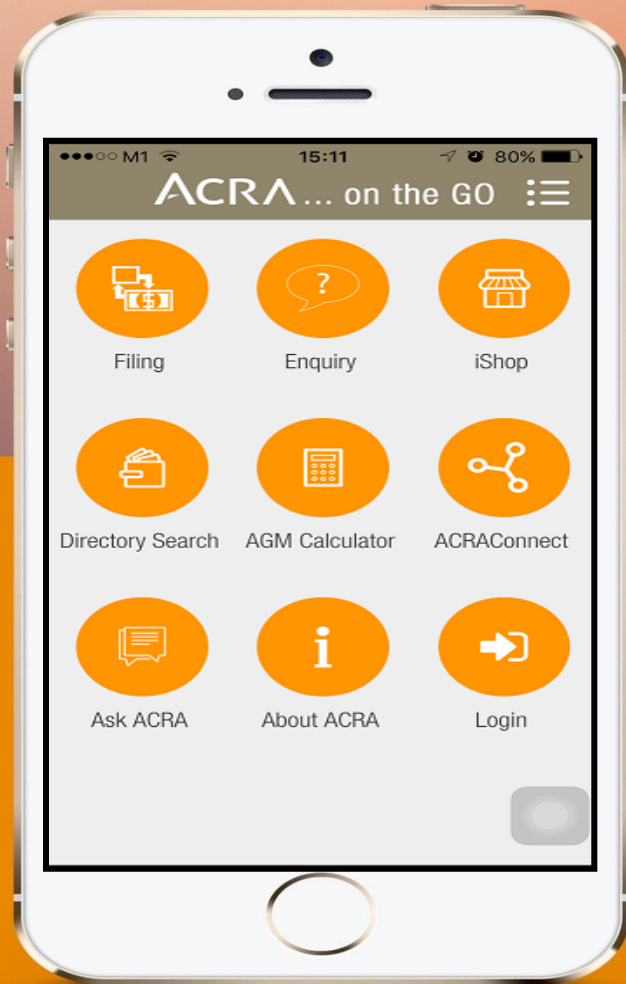 M1 15:11 80%
ACRA... on the GO
$ ?
Filing Enquiry iShop
Directory Search AGM Calculator ACRAConnect
i
Ask ACRA About ACRA Login